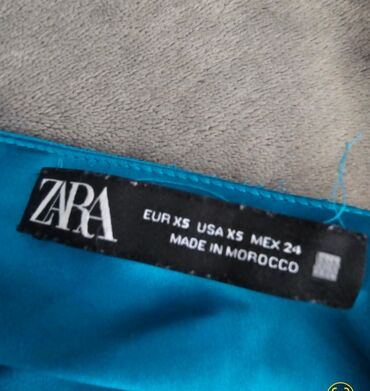 ZARA
EUR XS USA XS MEX 24
MADE IN MOROCCO